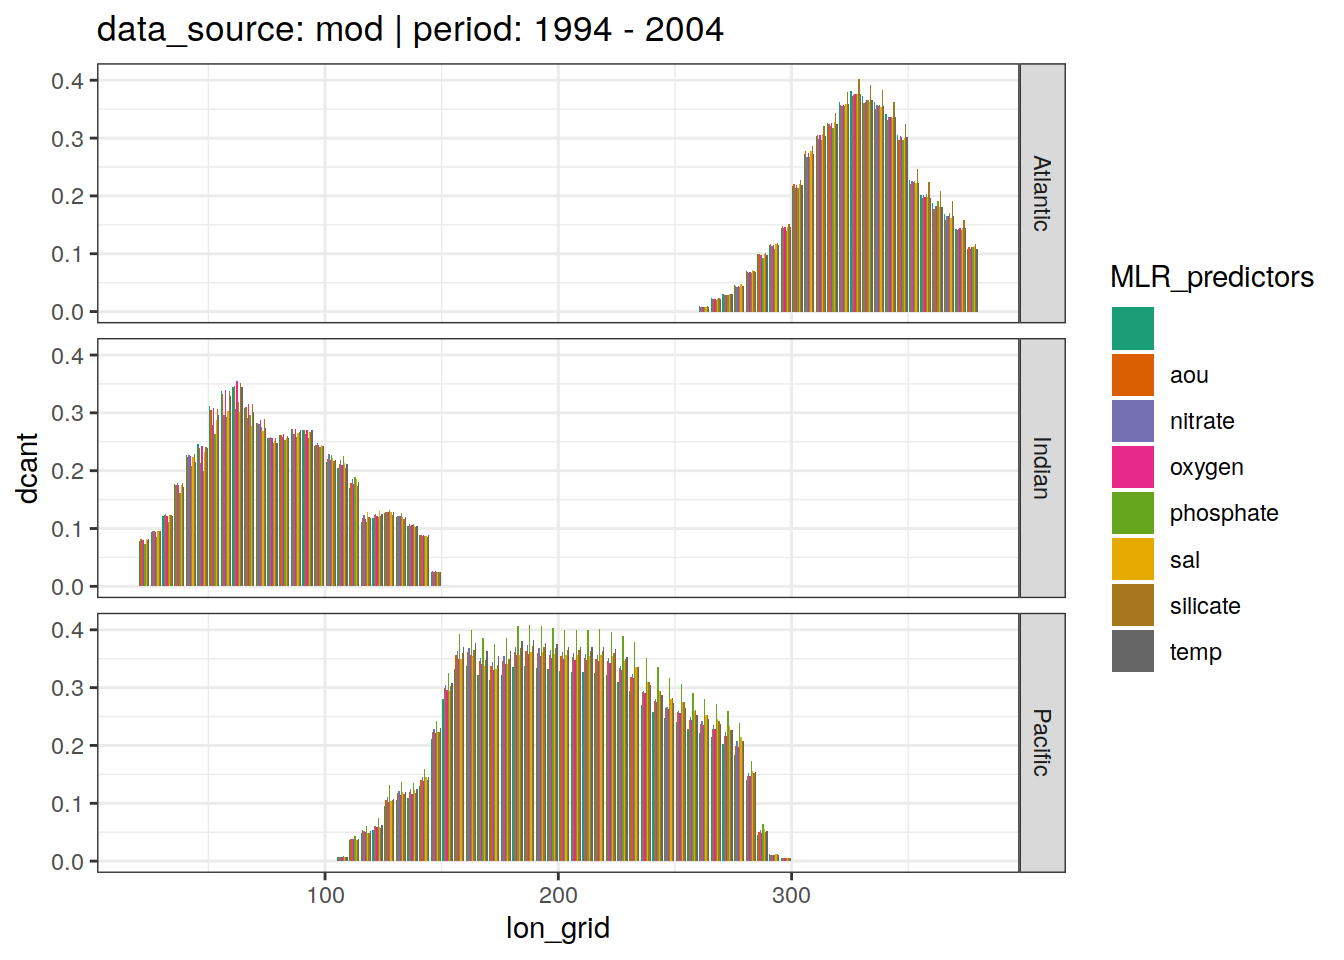 data_source: mod | period: 1994 - 2004
0.4
0.3
0.2
0.1
0.0
Atlantic
0.4
0.3
0.2
0.1
0.0
Indian
0.4
0.3
0.2
0.1
0.0
Pacific
dcant
100
200
300
lon_grid
MLR_predictors
aou
nitrate
oxygen
phosphate
sal
silicate
temp